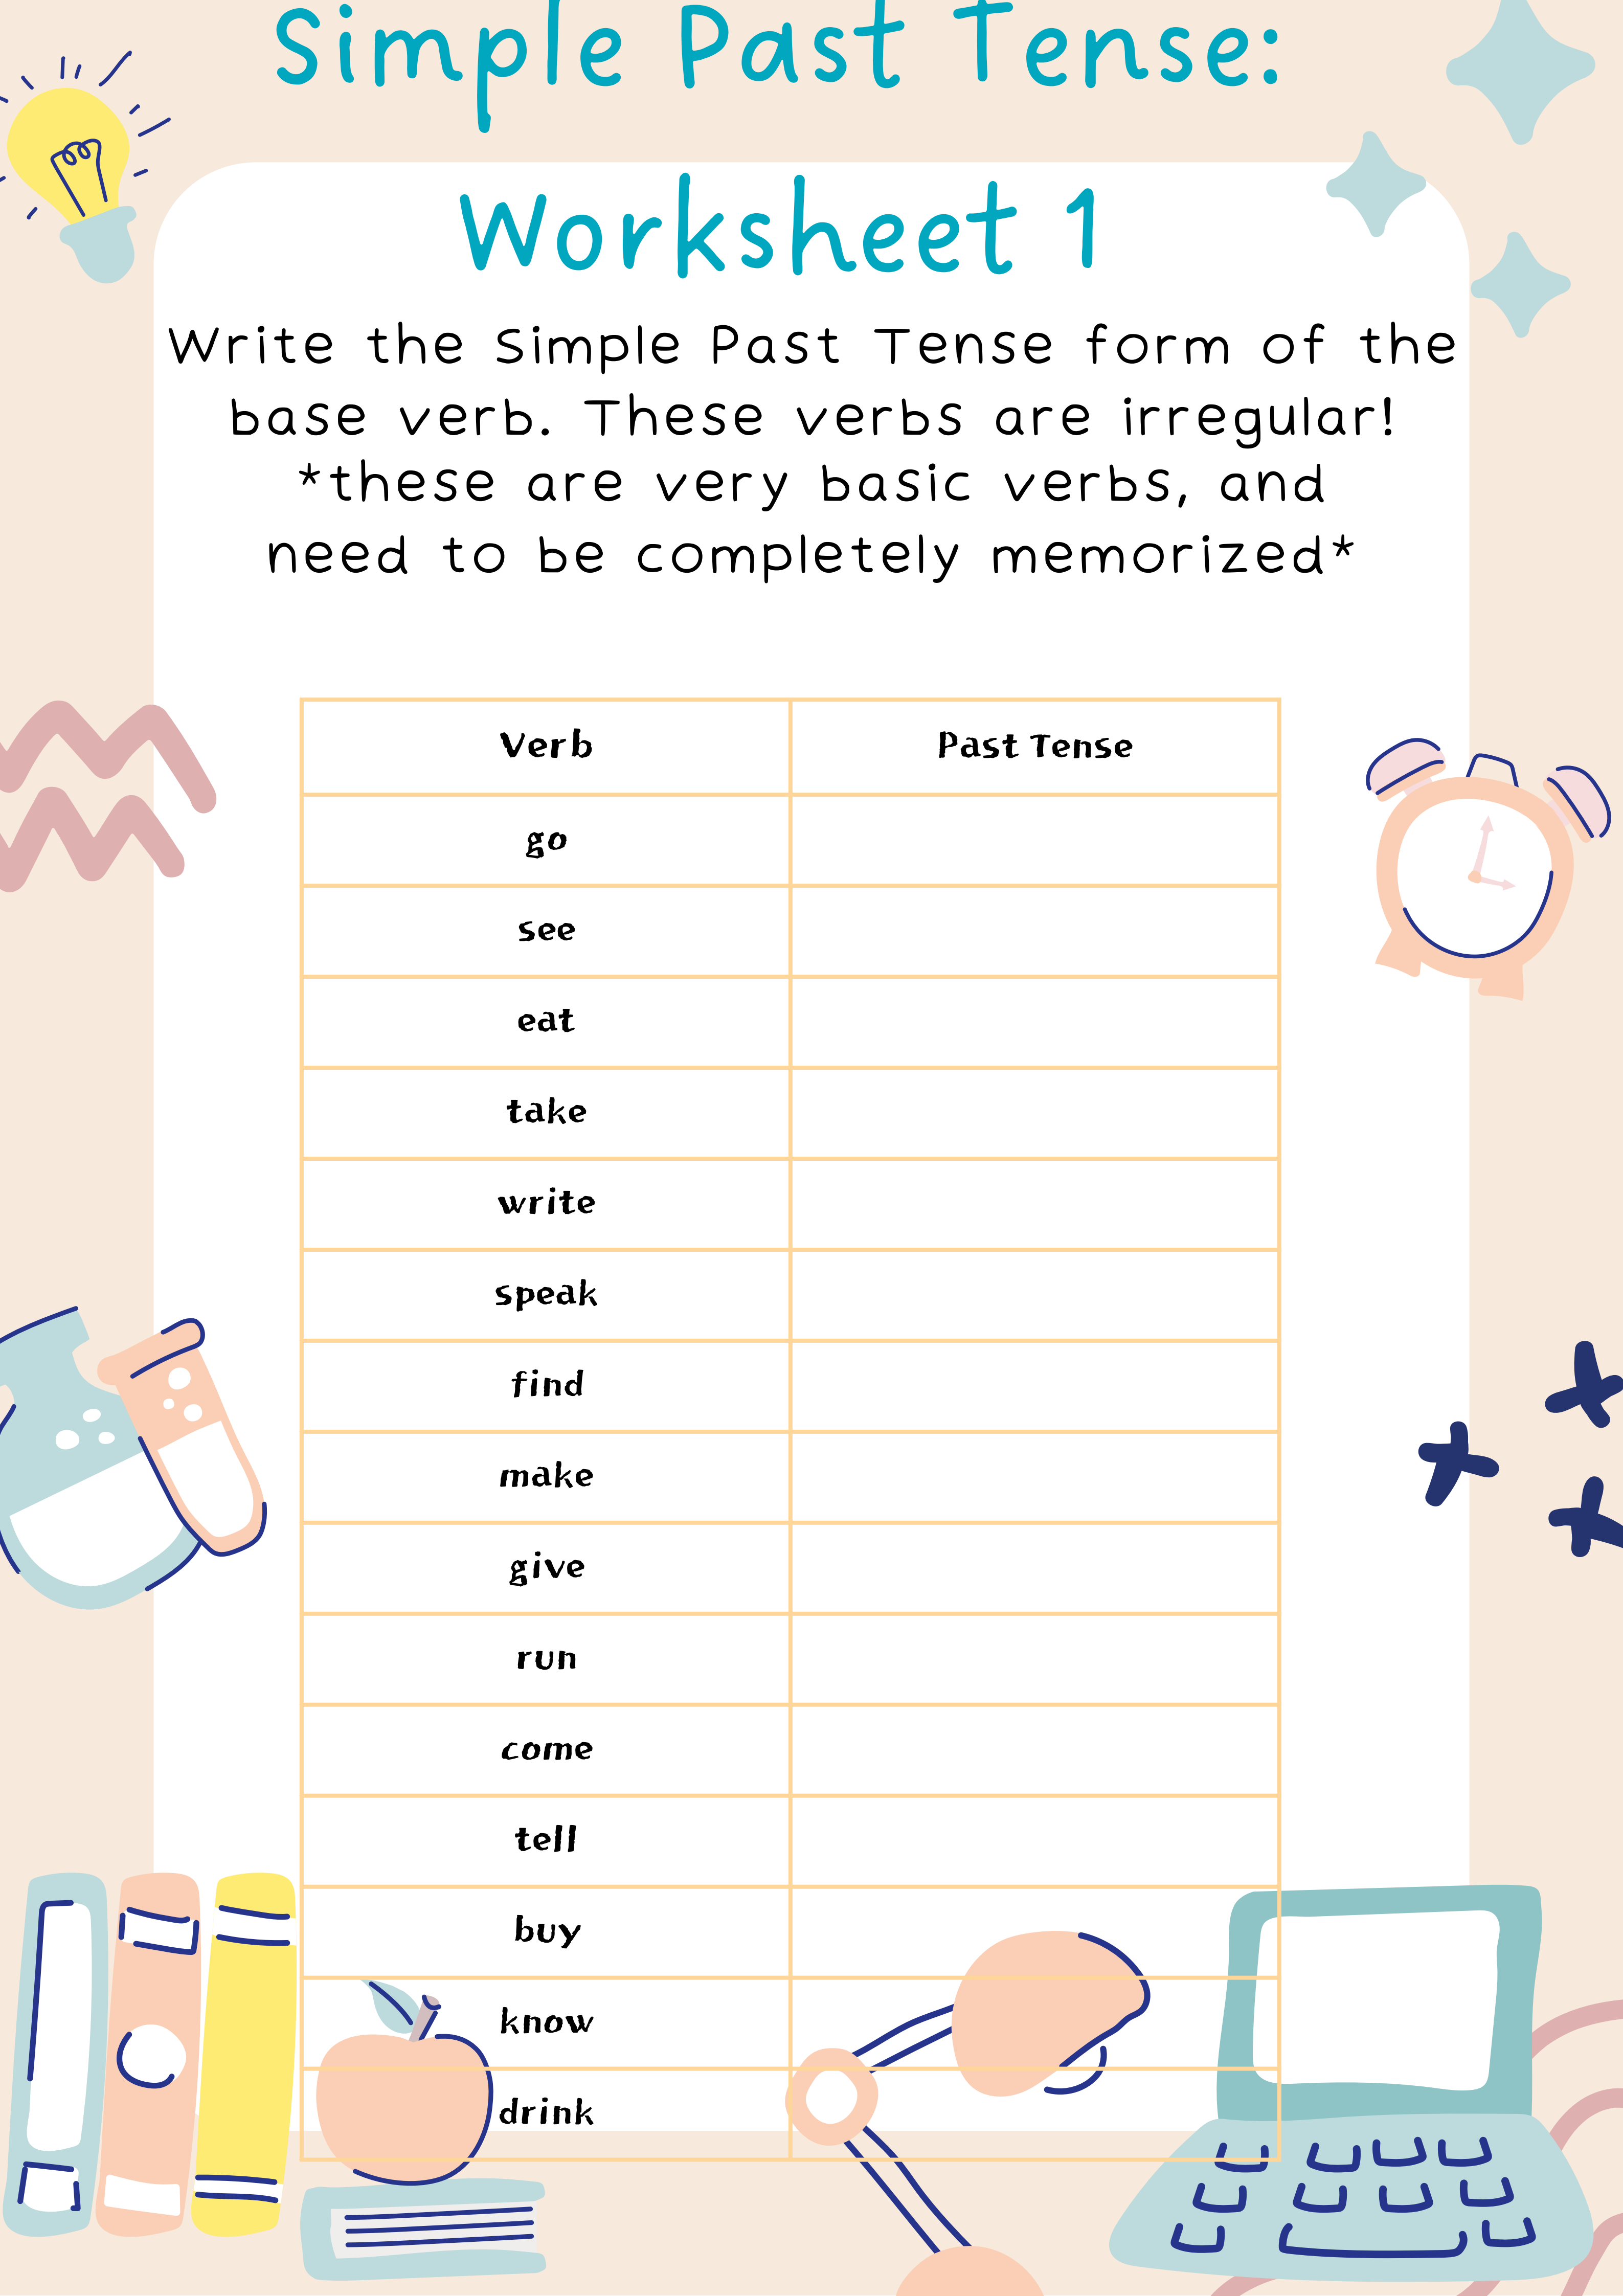 Simple Past Tense:
Worksheet 1
Write the Simple Past Tense form of the
base verb. These verbs are irregular!
*these are very basic verbs, and
need to be completely memorized*
Verb Past Tense
go
see
eat
take
write
speak
find
make
give
run
come
tell
buy
know
drink